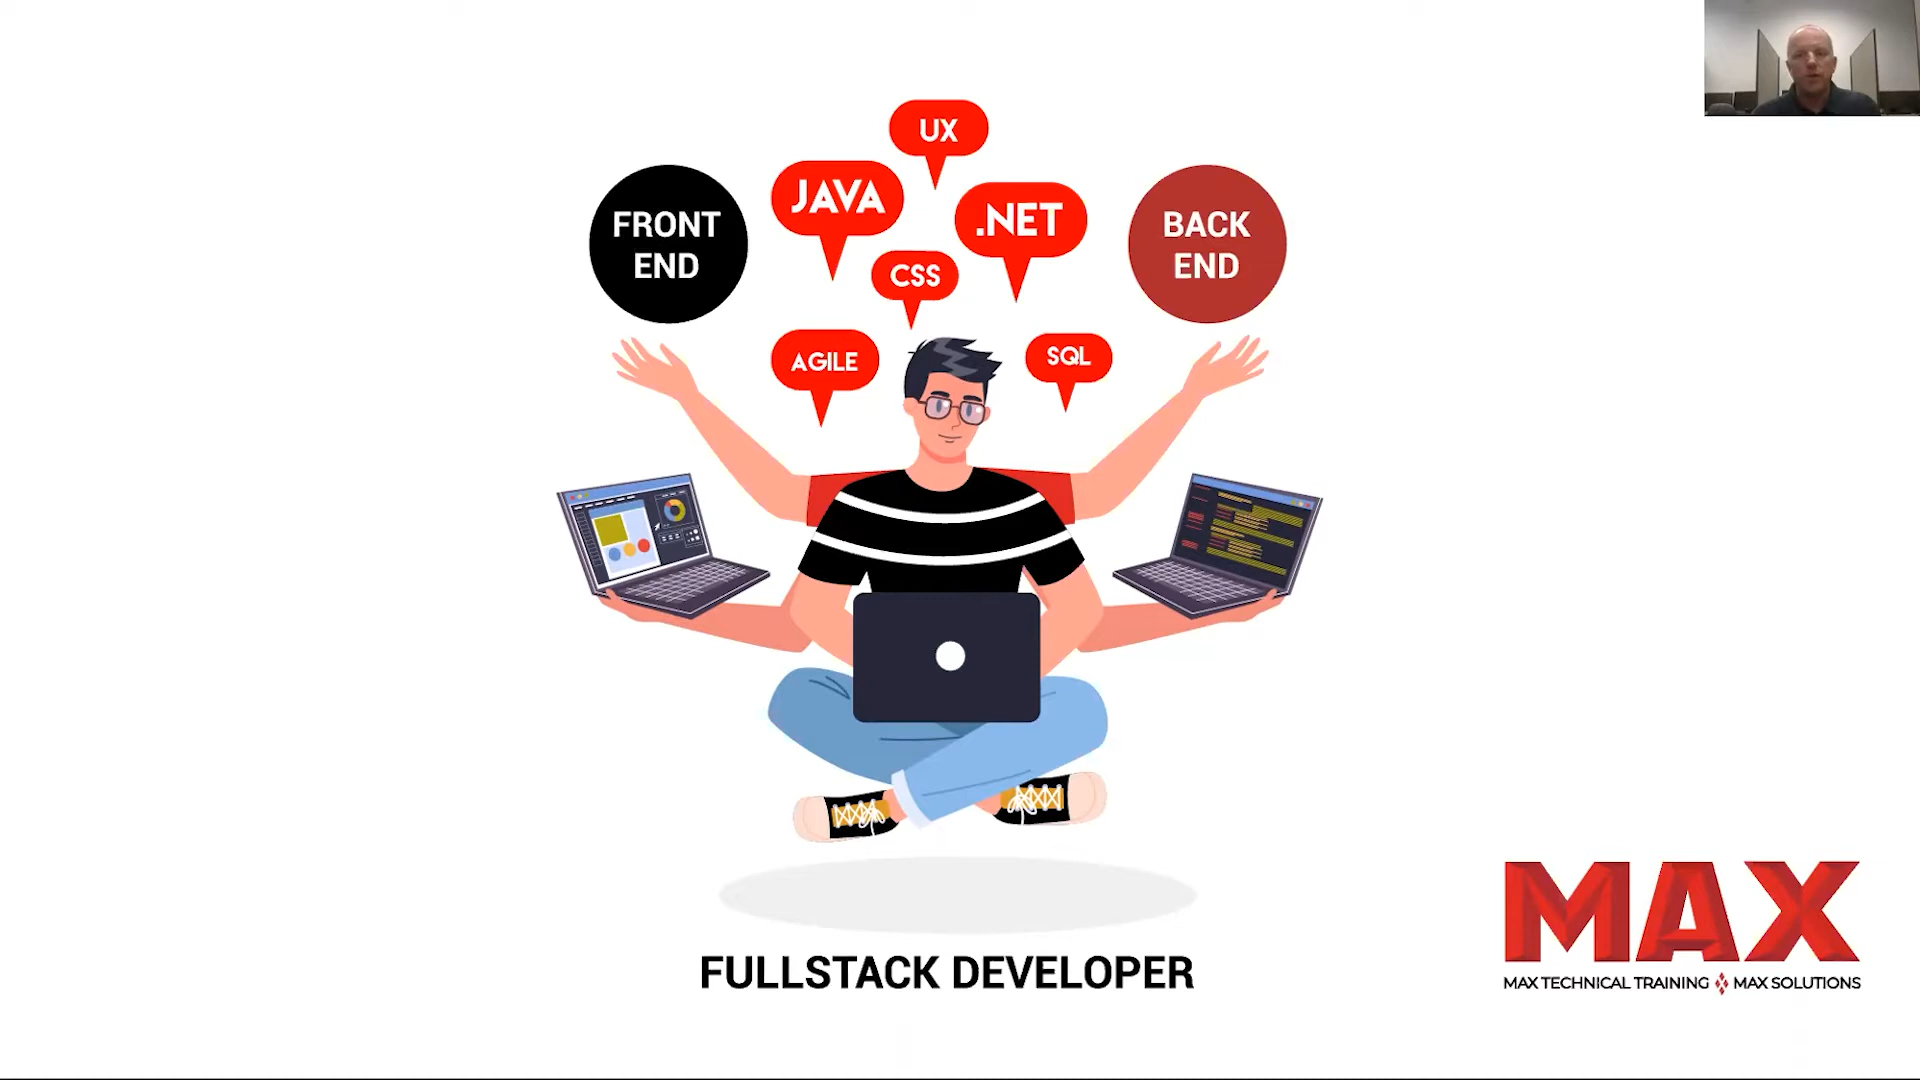 UX
JAVA
.NET
FRONT
END
BACK
END
CSS
AGILE
SQL
FULLSTACK DEVELOPER
MAX
MAX TECHNICAL TRAINING MAX SOLUTIONS